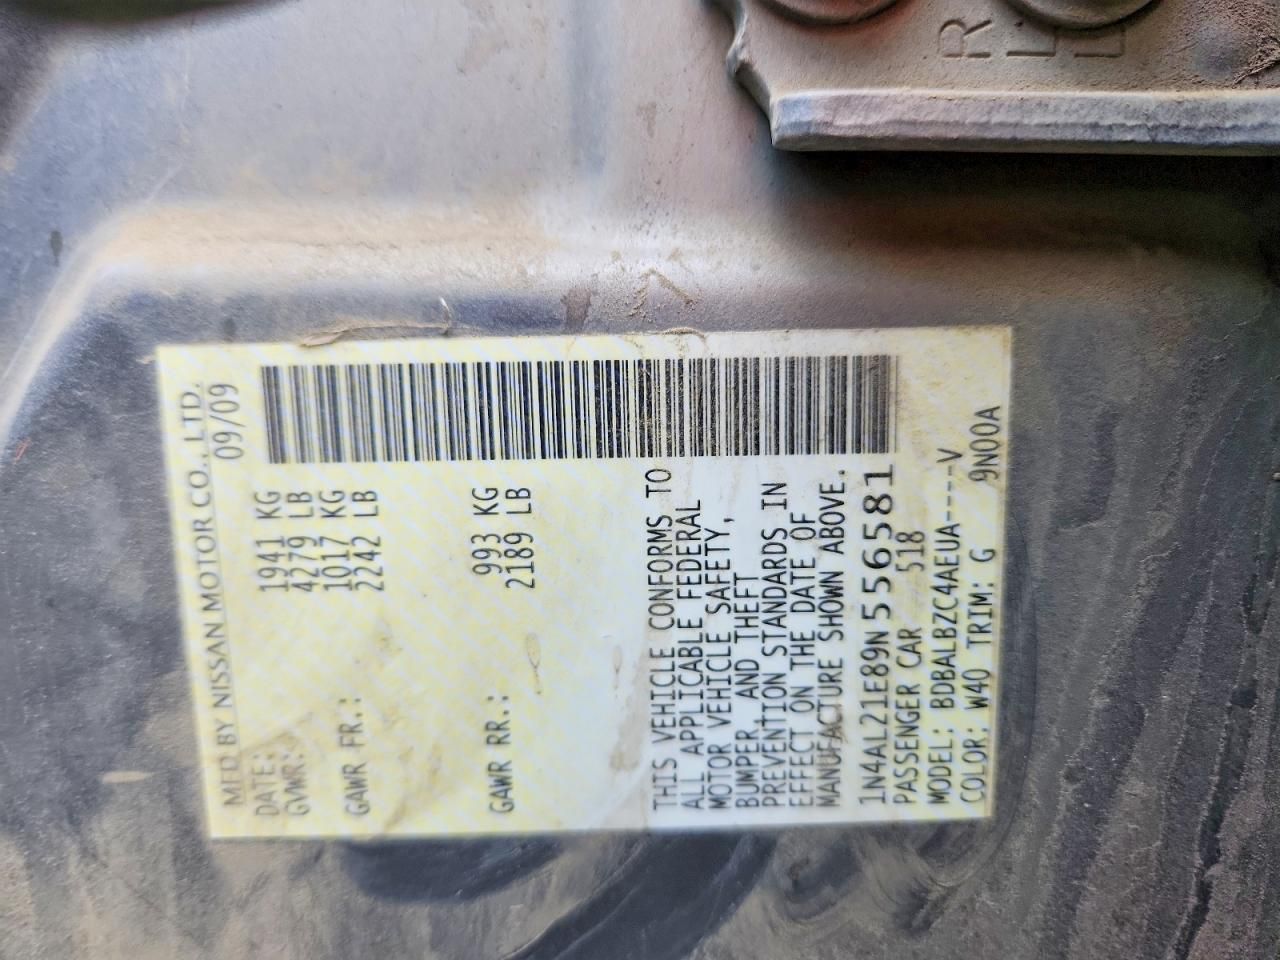 MFD BY NISSAN MOTOR CO., LTD.
DATE: 09/09
GVWR: 1941 KG
4279 LB
GAWR FR.: 1017 KG
2242 LB
GAWR RR.: 993 KG
2189 LB
THIS VEHICLE CONFORMS TO
ALL APPLICABLE FEDERAL
MOTOR VEHICLE SAFETY,
BUMPER, AND THEFT
PREVENTION STANDARDS IN
EFFECT ON THE DATE OF
MANUFACTURE SHOWN ABOVE.
1N4AL21E89N556581
PASSENGER CAR 518
MODEL: BDBALBZC4AEUA----V
COLOR: W40 TRIM: G 9N00A